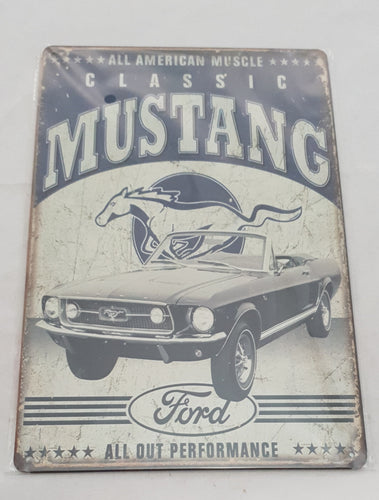 ★★★★★ ALL AMERICAN MUSCLE ★★★★★
CLASSIC
MUSTANG
Ford
★★★★★ ALL OUT PERFORMANCE ★★★★★